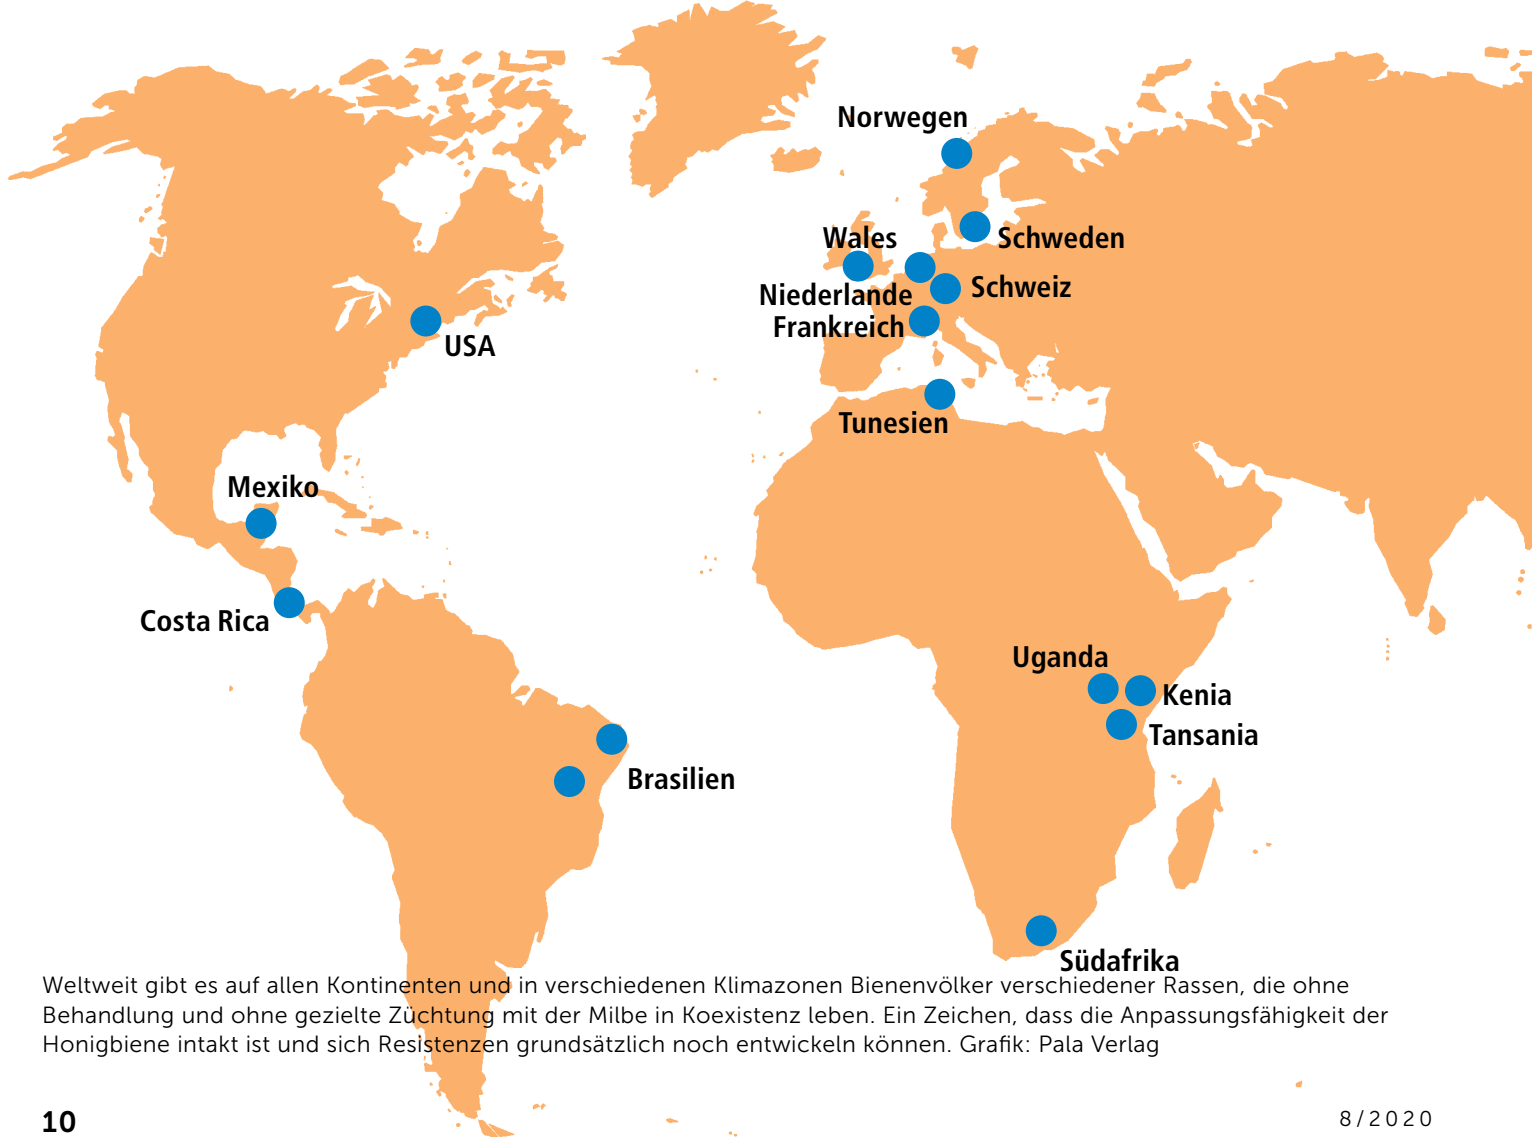 Norwegen
Wales
Schweden
Niederlande
Schweiz
Frankreich
USA
Tunesien
Mexiko
Costa Rica
Uganda
Kenia
Tansania
Brasilien
Südafrika
Weltweit gibt es auf allen Kontinenten und in verschiedenen Klimazonen Bienenvölker verschiedener Rassen, die ohne
Behandlung und ohne gezielte Züchtung mit der Milbe in Koexistenz leben. Ein Zeichen, dass die Anpassungsfähigkeit der
Honigbiene intakt ist und sich Resistenzen grundsätzlich noch entwickeln können. Grafik: Pala Verlag
10
8/2020